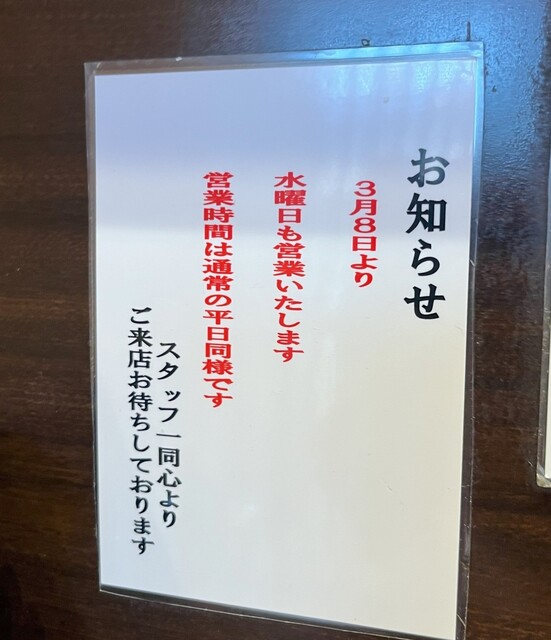 お知らせ
3月8日より
水曜日も営業いたします
営業時間は通常の平日同様です
スタッフ一同心より
ご来店お待ちしております